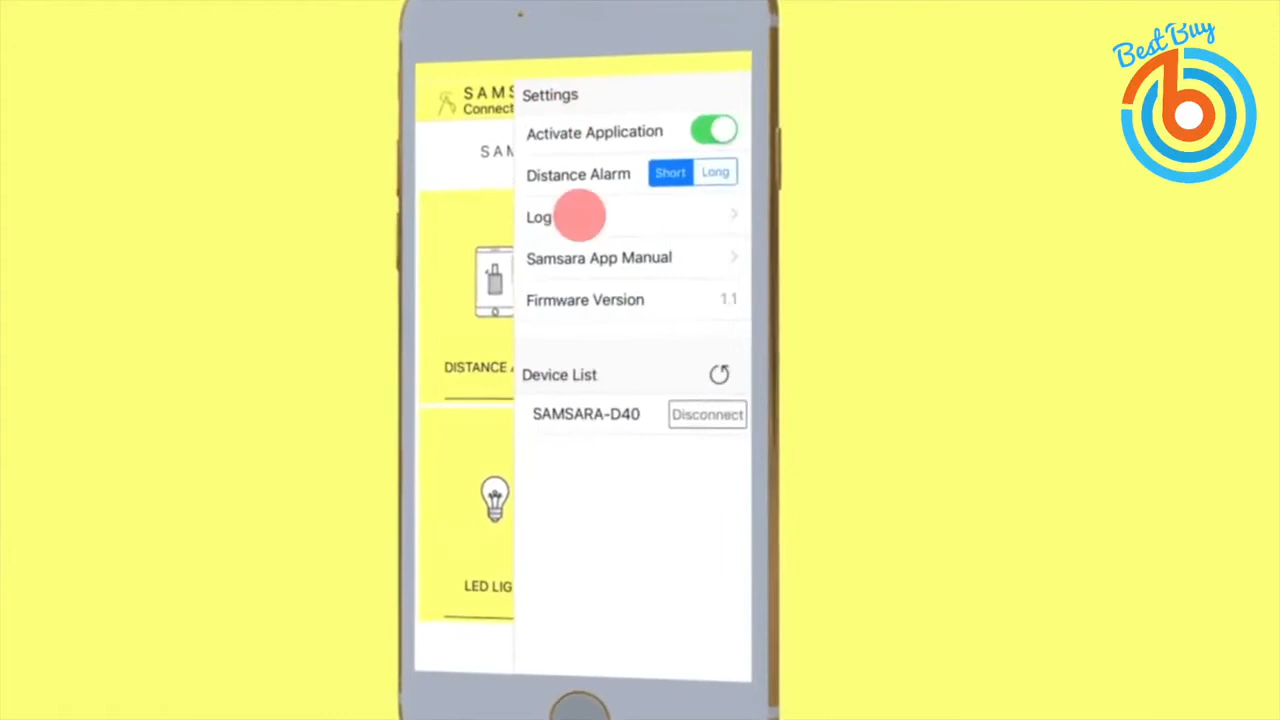 Best Buy
SAMS
Connect
SAM
DISTANCE A
LED LIG
Settings
Activate Application
Distance Alarm Short Long
Log
Samsara App Manual
Firmware Version 1.1
Device List
SAMSARA-D40 Disconnect